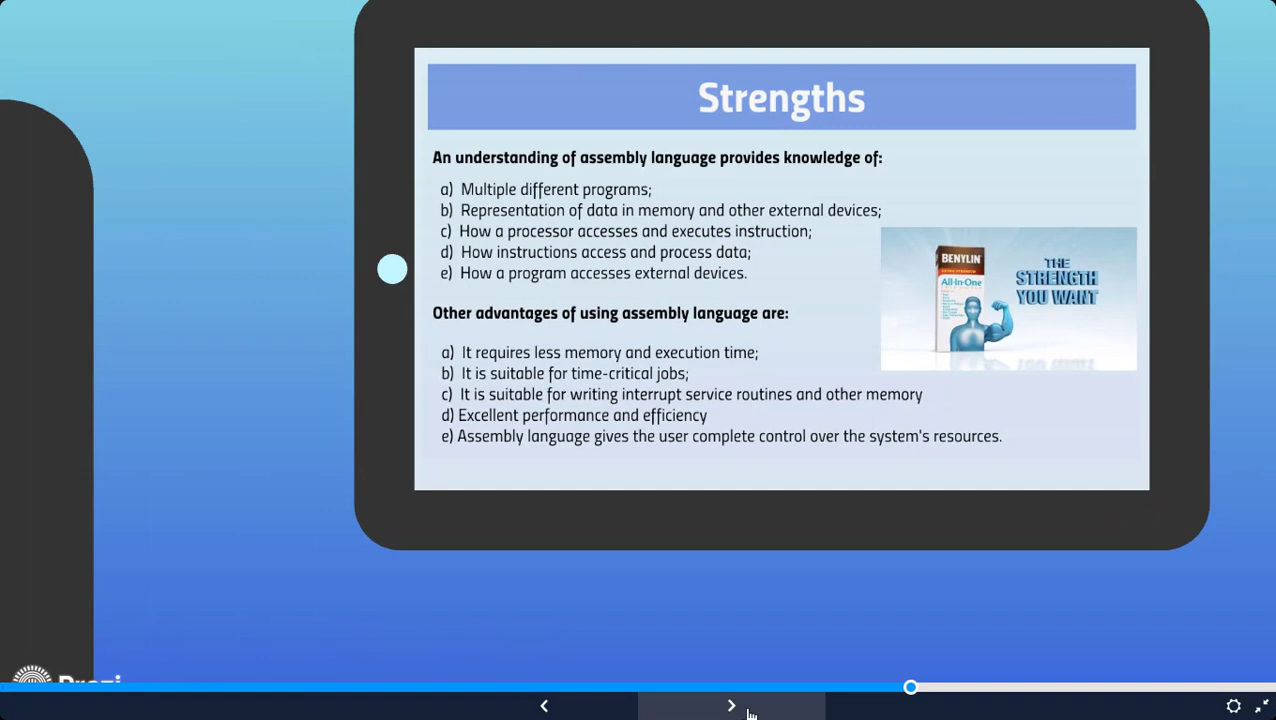 Strengths
An understanding of assembly language provides knowledge of:
a) Multiple different programs;
b) Representation of data in memory and other external devices;
c) How a processor accesses and executes instruction;
d) How instructions access and process data;
e) How a program accesses external devices.
BENYLIN
All-In-One
THE
STRENGTH
YOU WANT
Other advantages of using assembly language are:
a) It requires less memory and execution time;
b) It is suitable for time-critical jobs;
c) It is suitable for writing interrupt service routines and other memory
d) Excellent performance and efficiency
e) Assembly language gives the user complete control over the system's resources.
Prezi